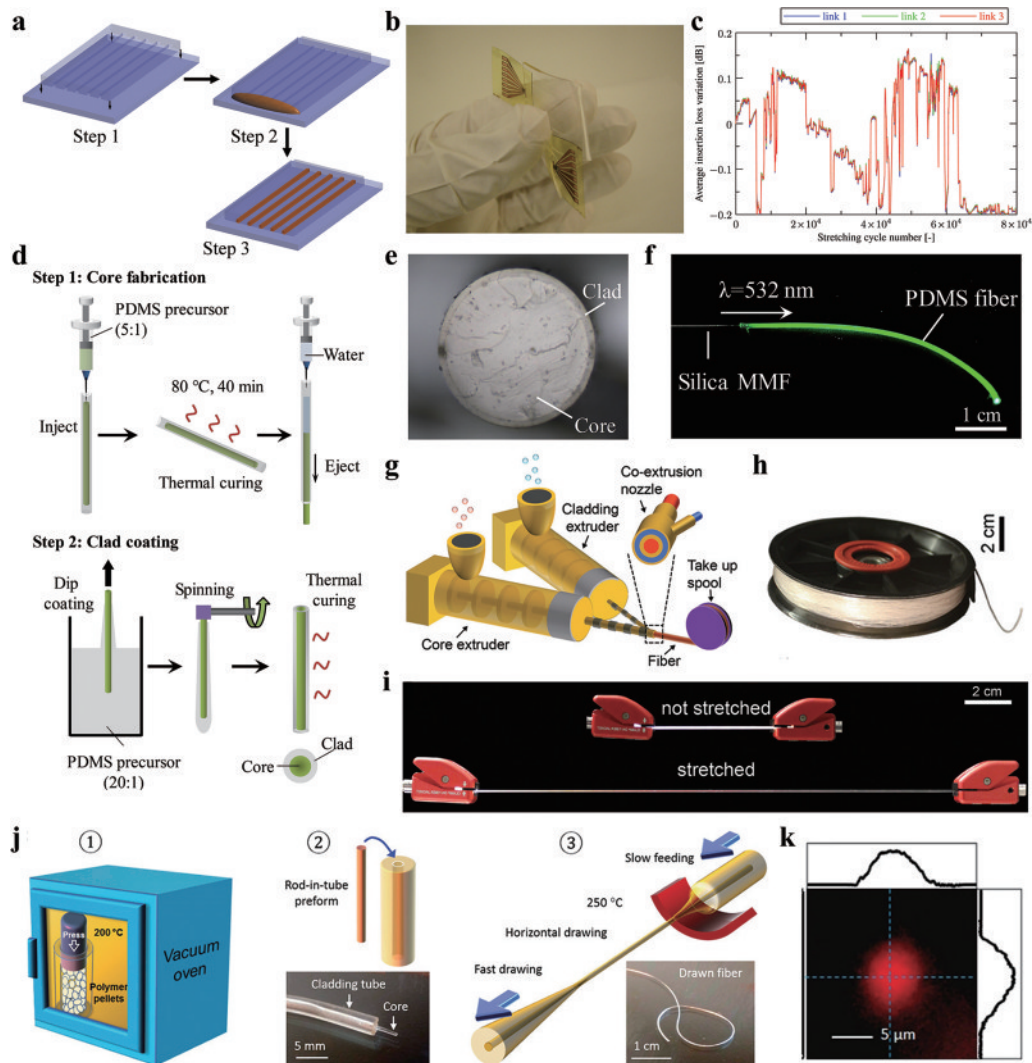 a
Step 1
Step 2
Step 3
b
c
link 1
link 2
link 3
Average insertion loss variation [dB]
0.1
0
0.1
0.2
0
2×10⁴
4×10⁴
6×10⁴
8×10⁴
Stretching cycle number [-]
d
Step 1: Core fabrication
PDMS precursor
(5:1)
Water
80 °C, 40 min
Inject
Thermal curing
Eject
Step 2: Clad coating
Dip
coating
Spinning
Thermal
curing
PDMS precursor
(20:1)
Core
Clad
e
Clad
Core
f
λ=532 nm
PDMS fiber
Silica MMF
1 cm
g
Co-extrusion
nozzle
Cladding
extruder
Take up
spool
Core extruder
Fiber
h
2 cm
i
2 cm
not stretched
stretched
j
①
Press
200 °C
Polymer
pellets
Vacuum
oven
②
Rod-in-tube
preform
Cladding tube
Core
5 mm
③
Slow feeding
250 °C
Horizontal drawing
Fast drawing
Drawn fiber
1 cm
k
5 µm